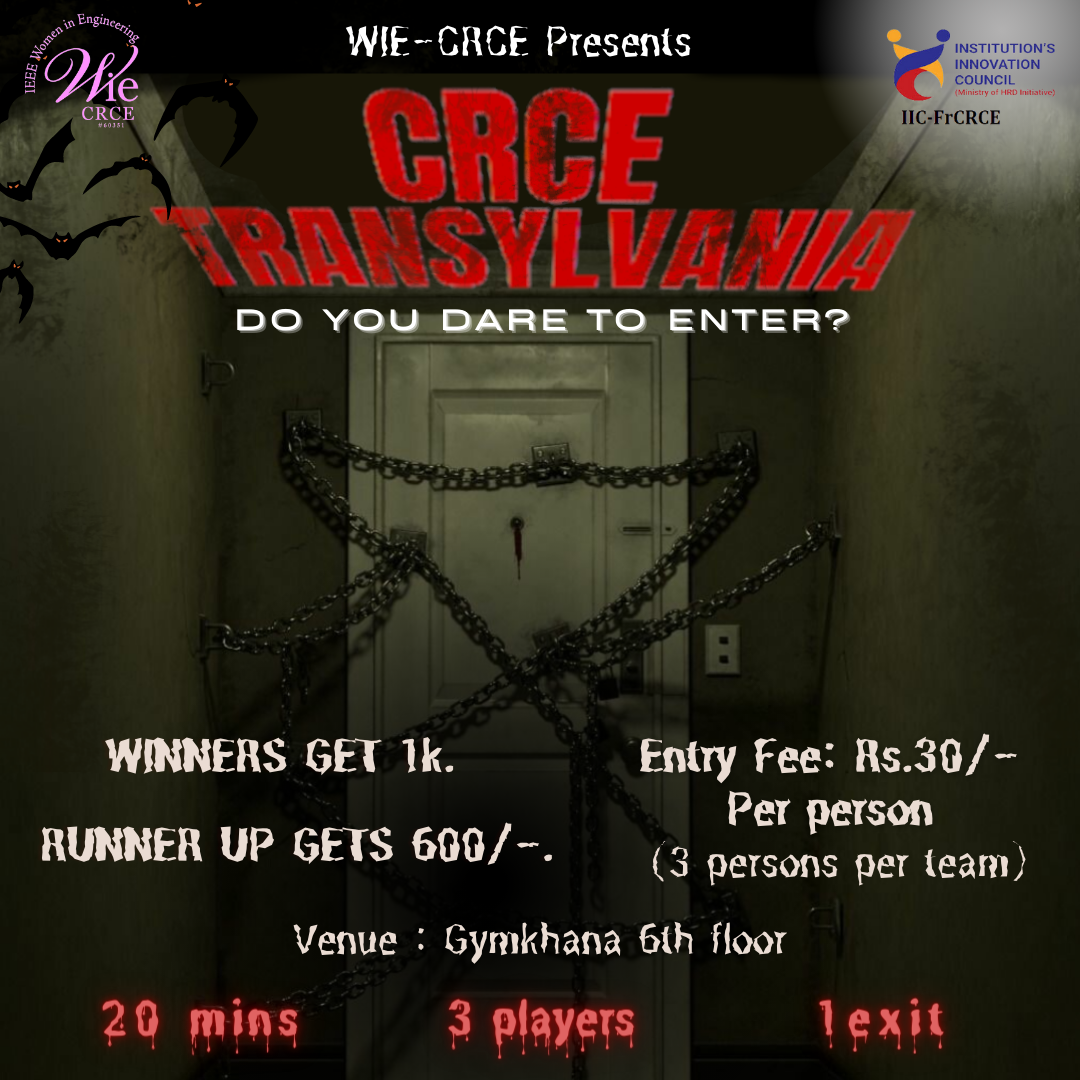 IEEE Women in Engineering
Wie
CRCE
#60351
WIE-CRCE Presents
INSTITUTION'S
INNOVATION
COUNCIL
(Ministry of HRD Initiative)
IIC-FrCRCE
CRCE
TRANSYLVANIA
DO YOU DARE TO ENTER?
WINNERS GET 1k.
RUNNER UP GETS 600/-.
Entry Fee: Rs.30/-
Per person
(3 persons per team)
Venue : Gymkhana 6th floor
20 mins
3 players
1 exit